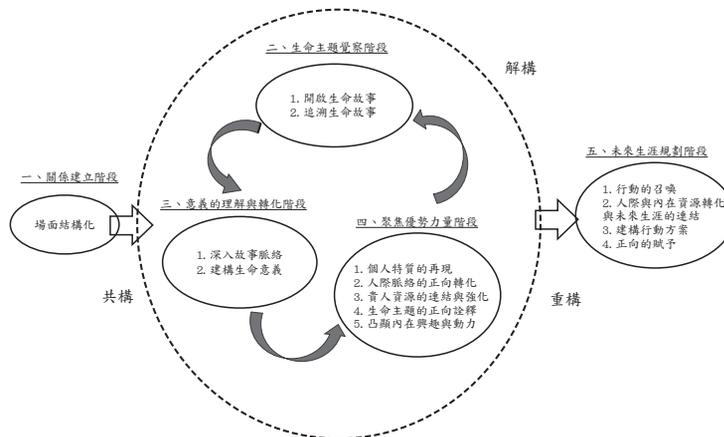 二、生命主題覺察階段
1. 開啟生命故事
2. 追溯生命故事
解構
一、關係建立階段
場面結構化
共構
三、意義的理解與轉化階段
1. 深入故事脈絡
2. 建構生命意義
四、聚焦優勢力量階段
1. 個人特質的再現
2. 人際脈絡的正向轉化
3. 貴人資源的連結與強化
4. 生命主題的正向詮釋
5. 凸顯內在興趣與動力
五、未來生涯規劃階段
1. 行動的召喚
2. 人際與內在資源轉化
與未來生涯的連結
3. 建構行動方案
4. 正向的賦予
重構